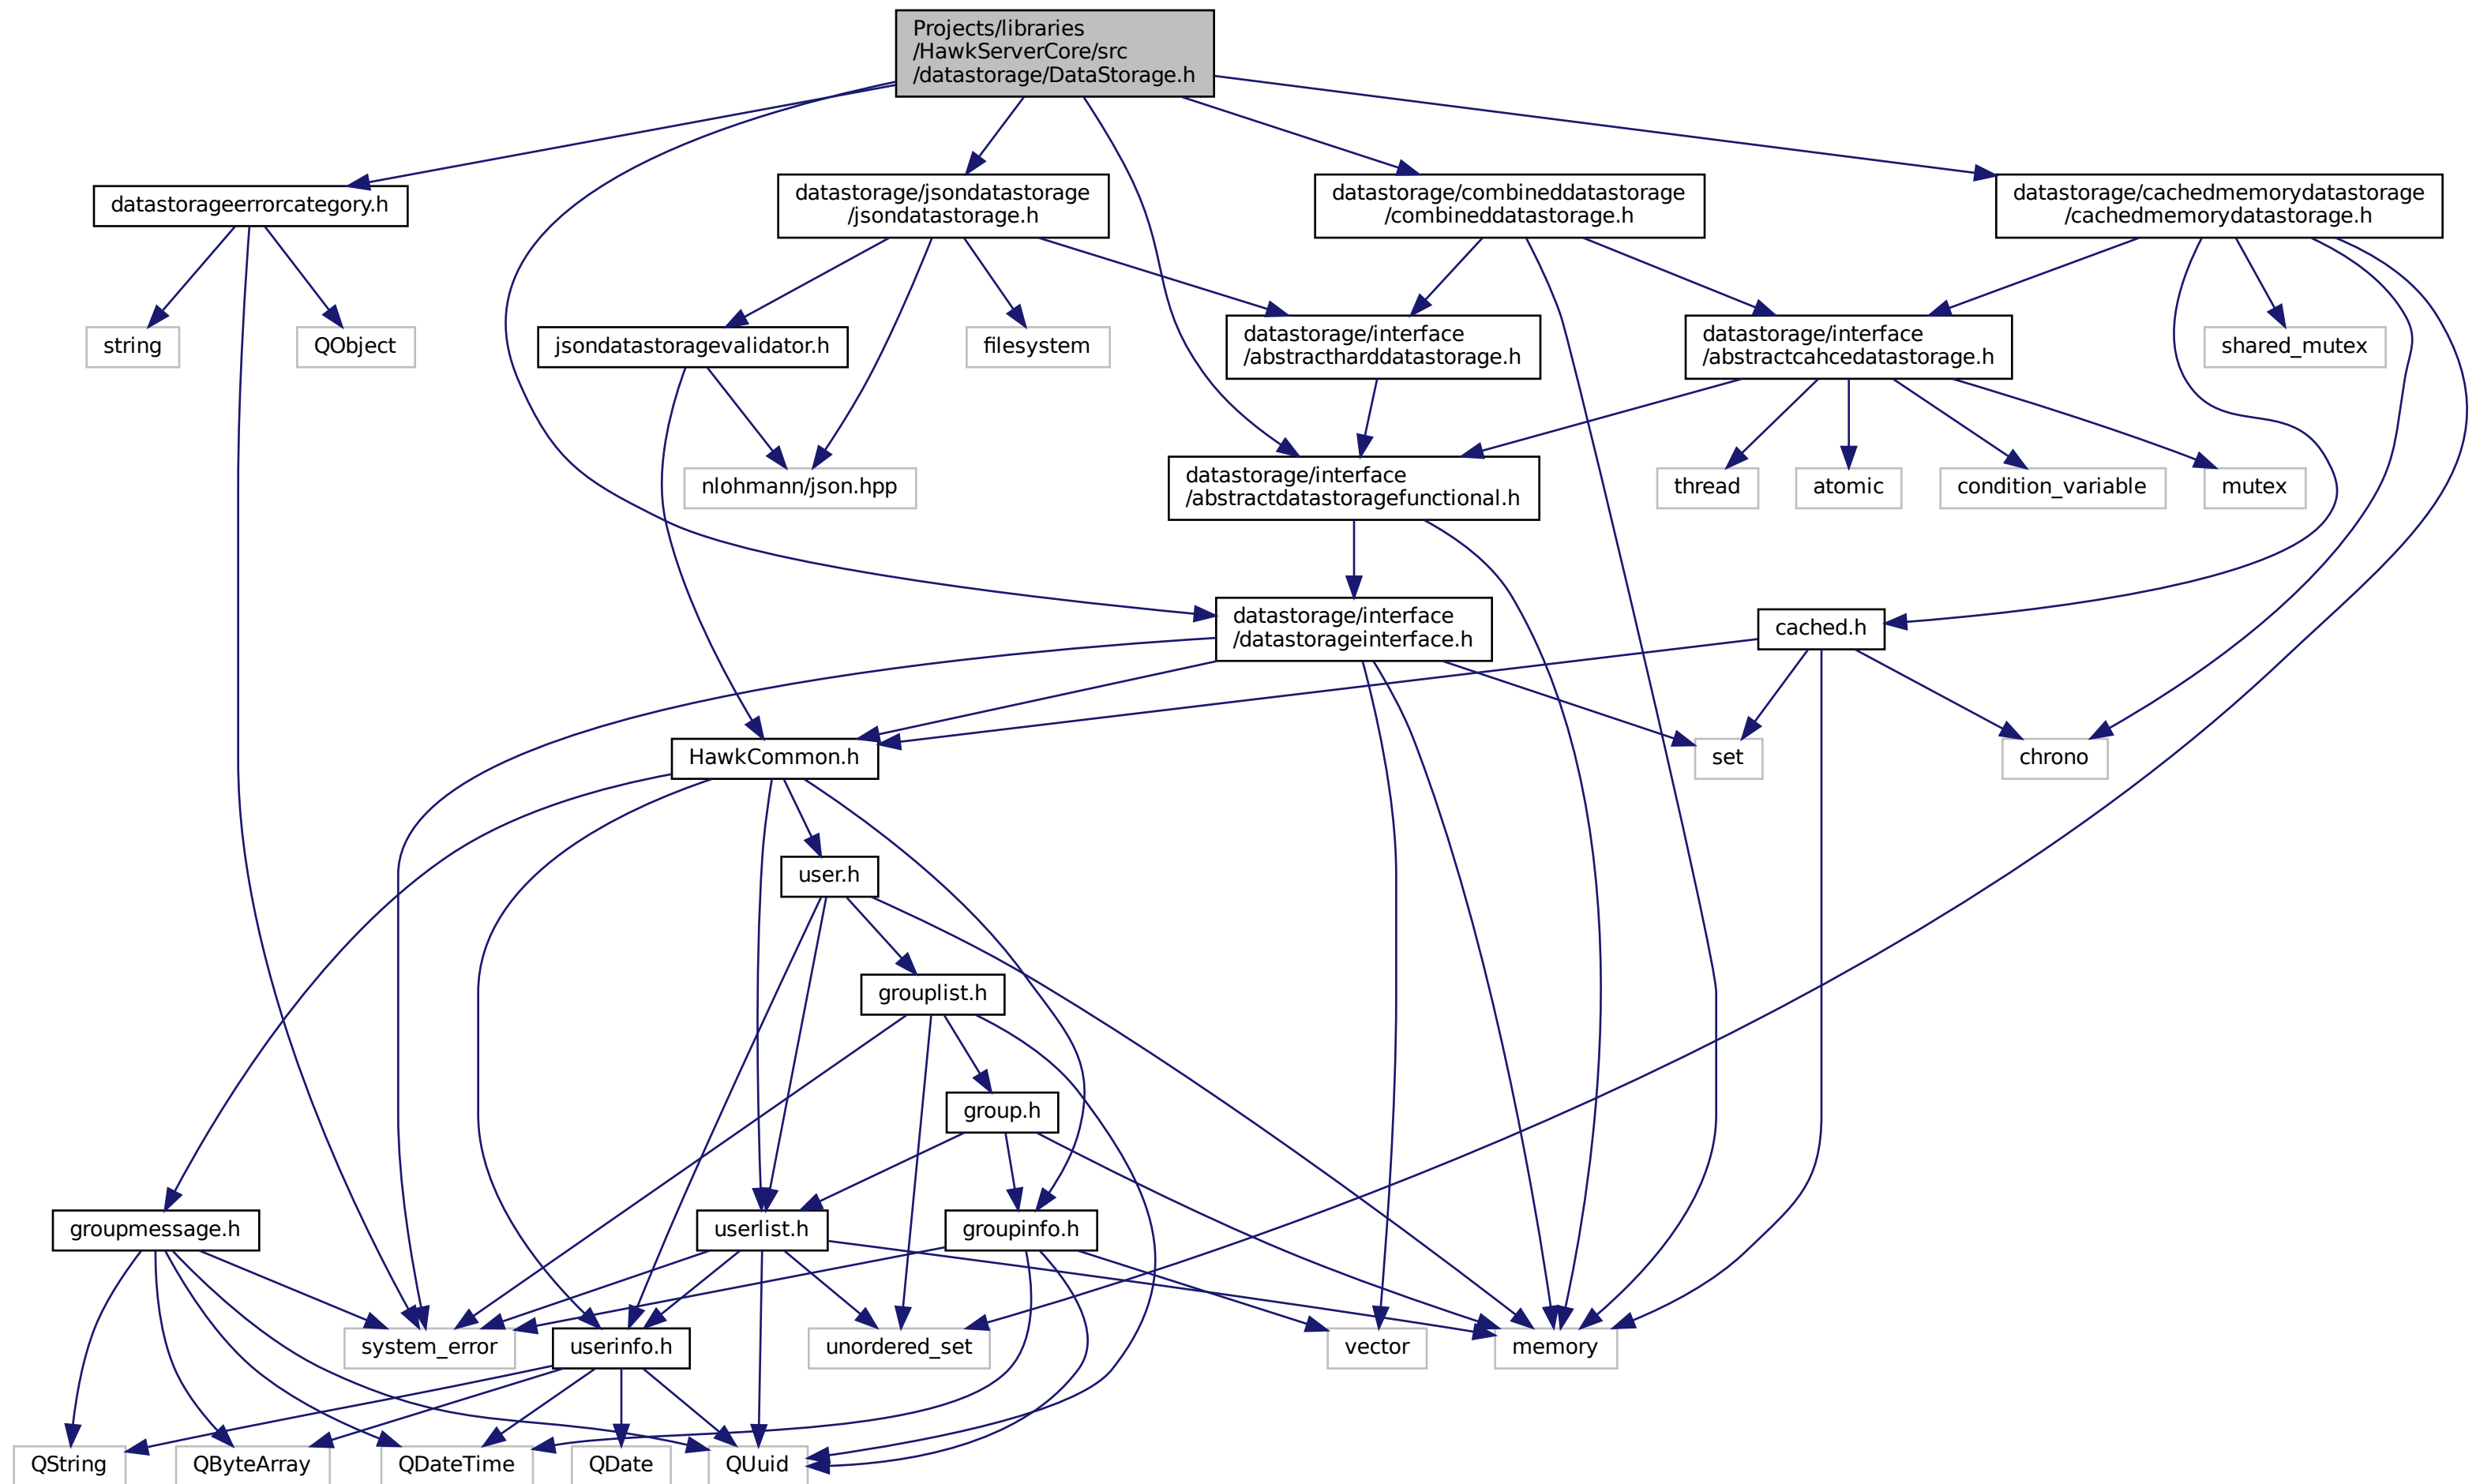 Projects/libraries
/HawkServerCore/src
/datastorage/DataStorage.h
datastorageerrorcategory.h
datastorage/jsondatastorage
/jsondatastorage.h
datastorage/combineddatastorage
/combineddatastorage.h
datastorage/cachedmemorydatastorage
/cachedmemorydatastorage.h
string
QObject
jsondatastoragevalidator.h
filesystem
datastorage/interface
/abstractharddatastorage.h
datastorage/interface
/abstractcahcedatastorage.h
shared_mutex
nlohmann/json.hpp
datastorage/interface
/abstractdatastoragefunctional.h
thread
atomic
condition_variable
mutex
datastorage/interface
/datastorageinterface.h
cached.h
HawkCommon.h
set
chrono
user.h
grouplist.h
group.h
groupmessage.h
userlist.h
groupinfo.h
system_error
userinfo.h
unordered_set
vector
memory
QString
QByteArray
QDateTime
QDate
QUuid